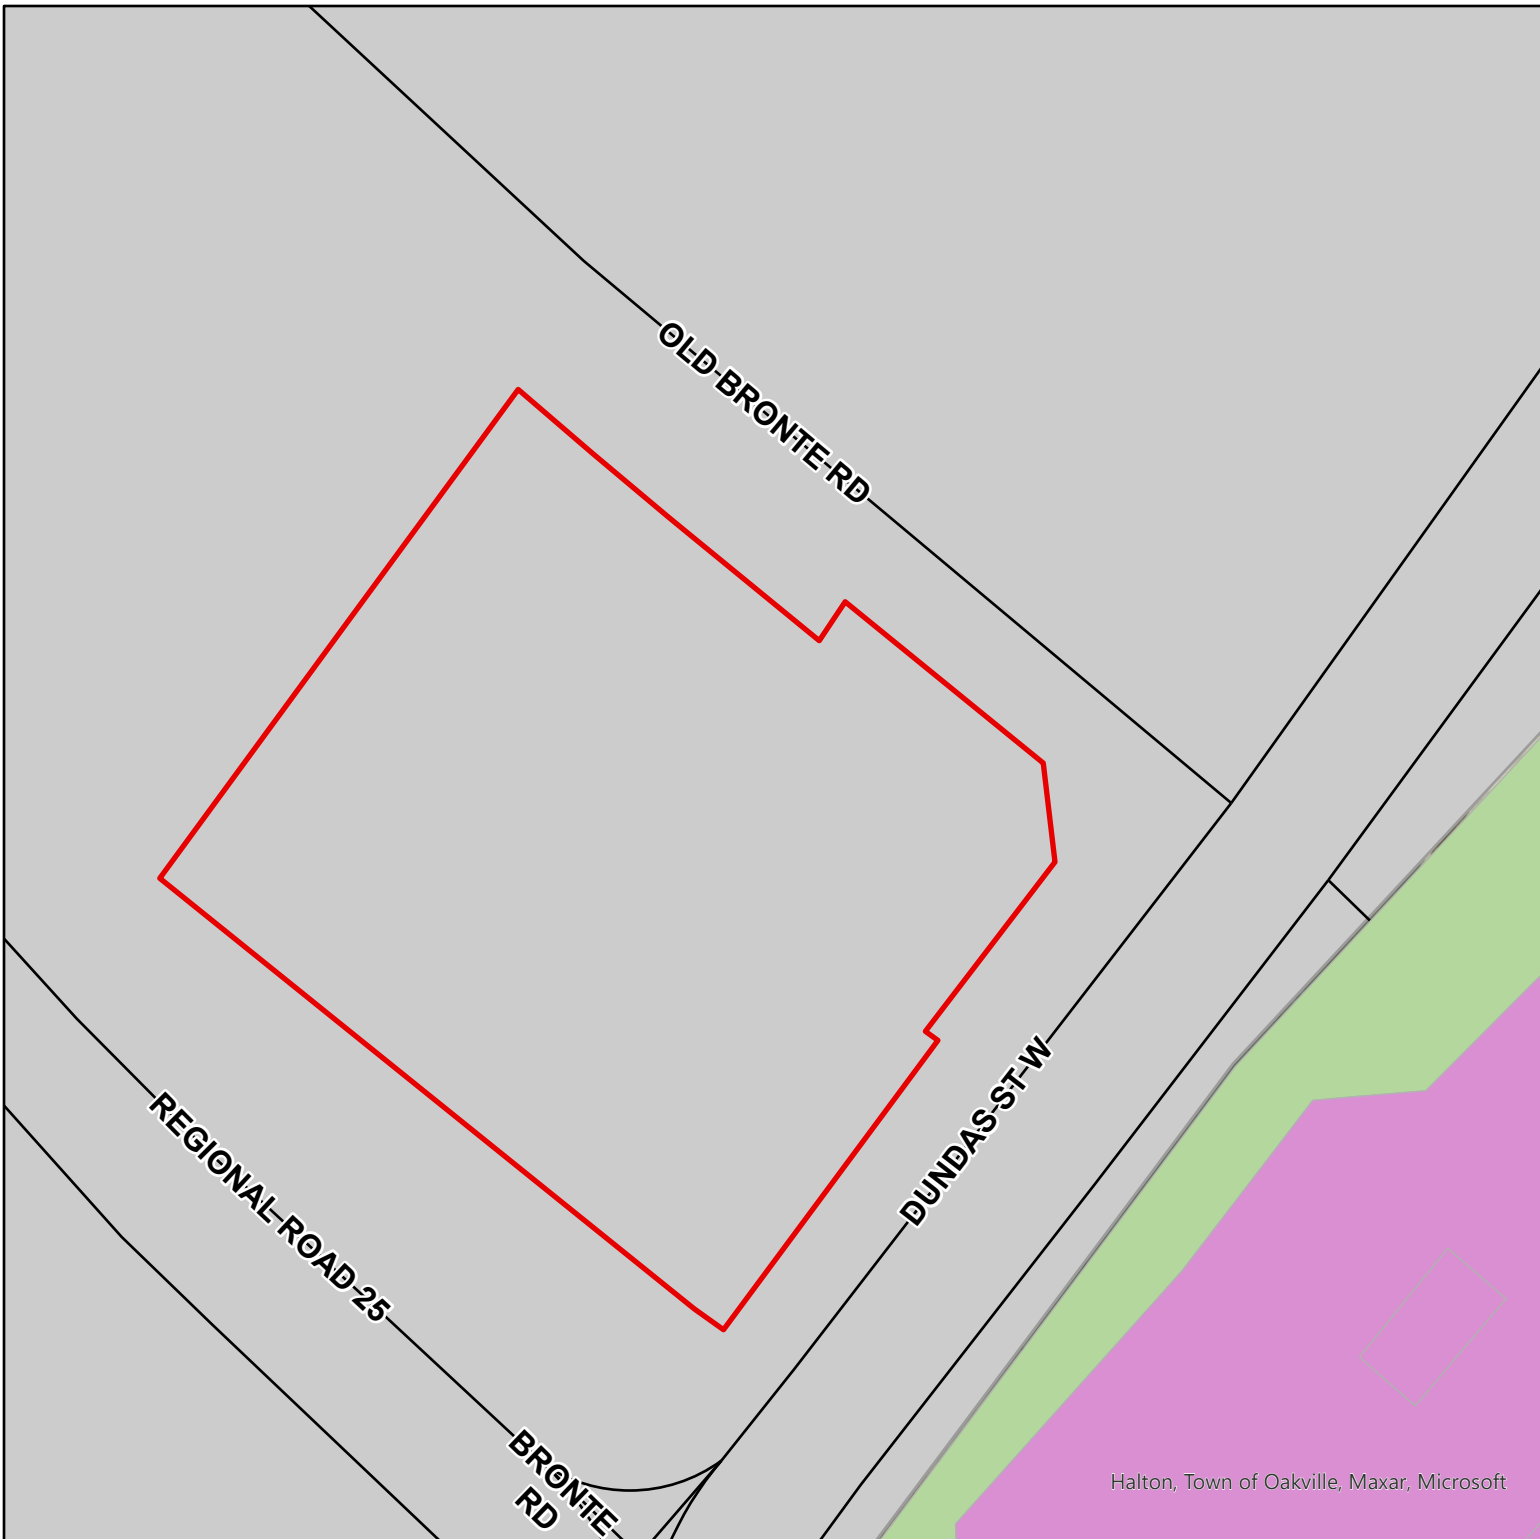 OLD BRONTE RD
DUNDAS ST W
REGIONAL ROAD 25
BRONTE
RD
Halton, Town of Oakville, Maxar, Microsoft